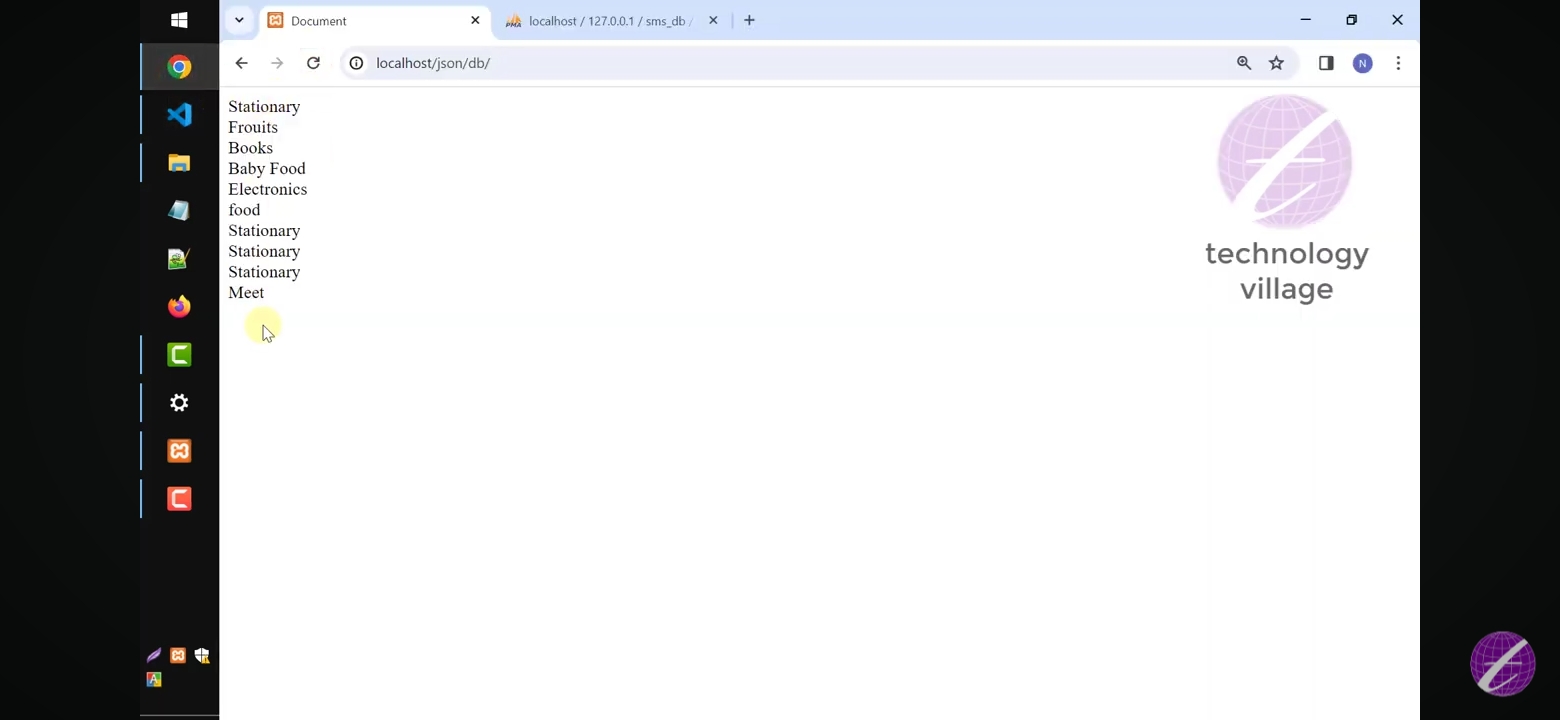 Document
localhost / 127.0.0.1 / sms_db /
localhost/json/db/
N
Stationary
Frouits
Books
Baby Food
Electronics
food
Stationary
Stationary
Stationary
Meet
technology
village